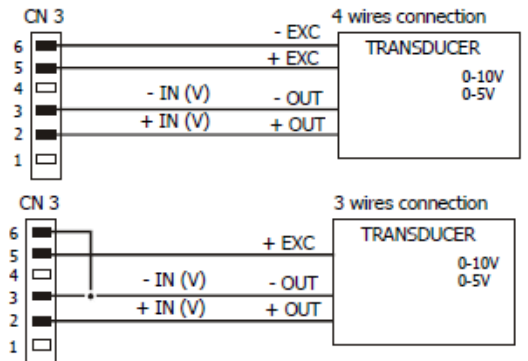 CN 3 4 wires connection
6 - EXC TRANSDUCER
5 + EXC
0-10V
4 0-5V
- IN (V) - OUT
3
+ IN (V) + OUT
2
1
CN 3 3 wires connection
6 TRANSDUCER
5 + EXC
0-10V
4 0-5V
- IN (V) - OUT
3
+ IN (V) + OUT
2
1